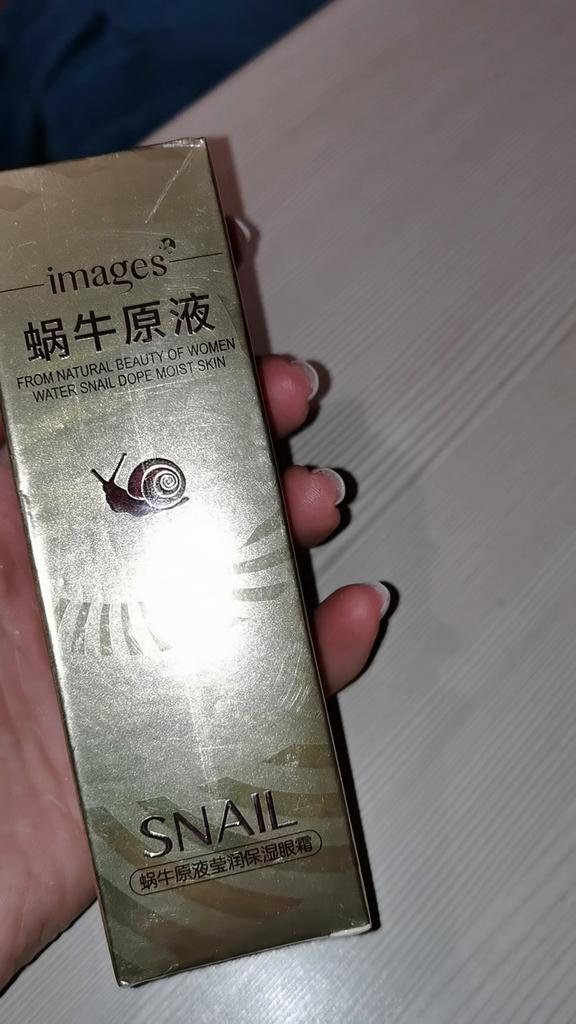 images
蜗牛原液
FROM NATURAL BEAUTY OF WOMEN
WATER SNAIL DOPE MOIST SKIN
SNAIL
蜗牛原液莹润保湿眼霜